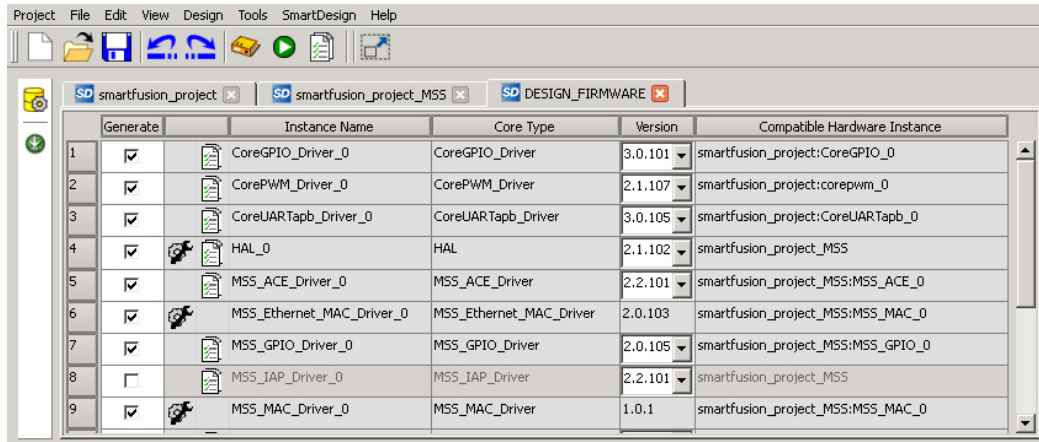 Project File Edit View Design Tools SmartDesign Help
SD smartfusion_project SD smartfusion_project_MSS SD DESIGN_FIRMWARE
Generate Instance Name Core Type Version Compatible Hardware Instance
1 CoreGPIO_Driver_0 CoreGPIO_Driver 3.0.101 smartfusion_project:CoreGPIO_0
2 CorePWM_Driver_0 CorePWM_Driver 2.1.107 smartfusion_project:corepwm_0
3 CoreUARTapb_Driver_0 CoreUARTapb_Driver 3.0.105 smartfusion_project:CoreUARTapb_0
4 HAL_0 HAL 2.1.102 smartfusion_project_MSS
5 MSS_ACE_Driver_0 MSS_ACE_Driver 2.2.101 smartfusion_project_MSS:MSS_ACE_0
6 MSS_Ethernet_MAC_Driver_0 MSS_Ethernet_MAC_Driver 2.0.103 smartfusion_project_MSS:MSS_MAC_0
7 MSS_GPIO_Driver_0 MSS_GPIO_Driver 2.0.105 smartfusion_project_MSS:MSS_GPIO_0
8 MSS_IAP_Driver_0 MSS_IAP_Driver 2.2.101 smartfusion_project_MSS
9 MSS_MAC_Driver_0 MSS_MAC_Driver 1.0.1 smartfusion_project_MSS:MSS_MAC_0